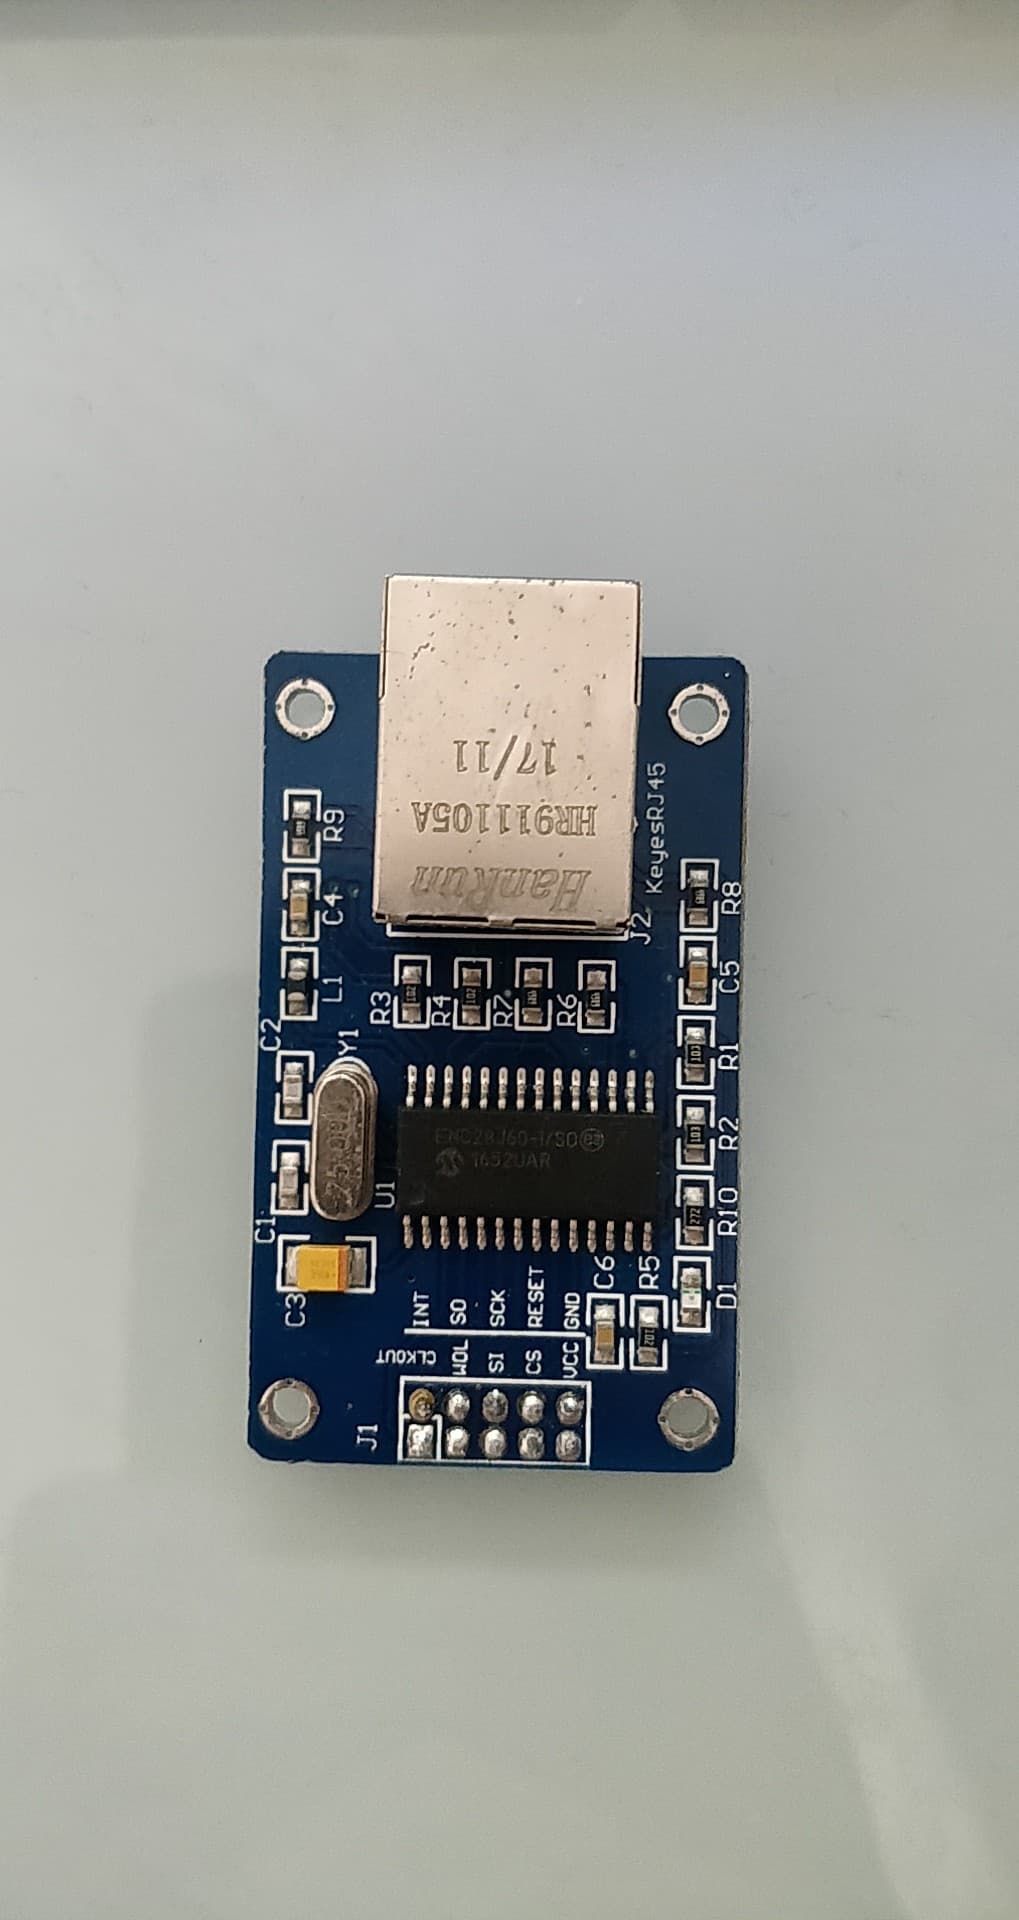 17/11
HR911105A
HanRun
KeyesRJ45
J2
R9
C4
L1
C2
Y1
C1
C3
R3
R4
R7
R6
102
102
R8
C5
R1
103
R2
103
R10
272
D1
U1
ENC28J60-I/SO e3
1652UAR
C6
R5
INT
SO
SCK
RESET
GND
CLKOUT
WOL
SI
CS
VCC
J1